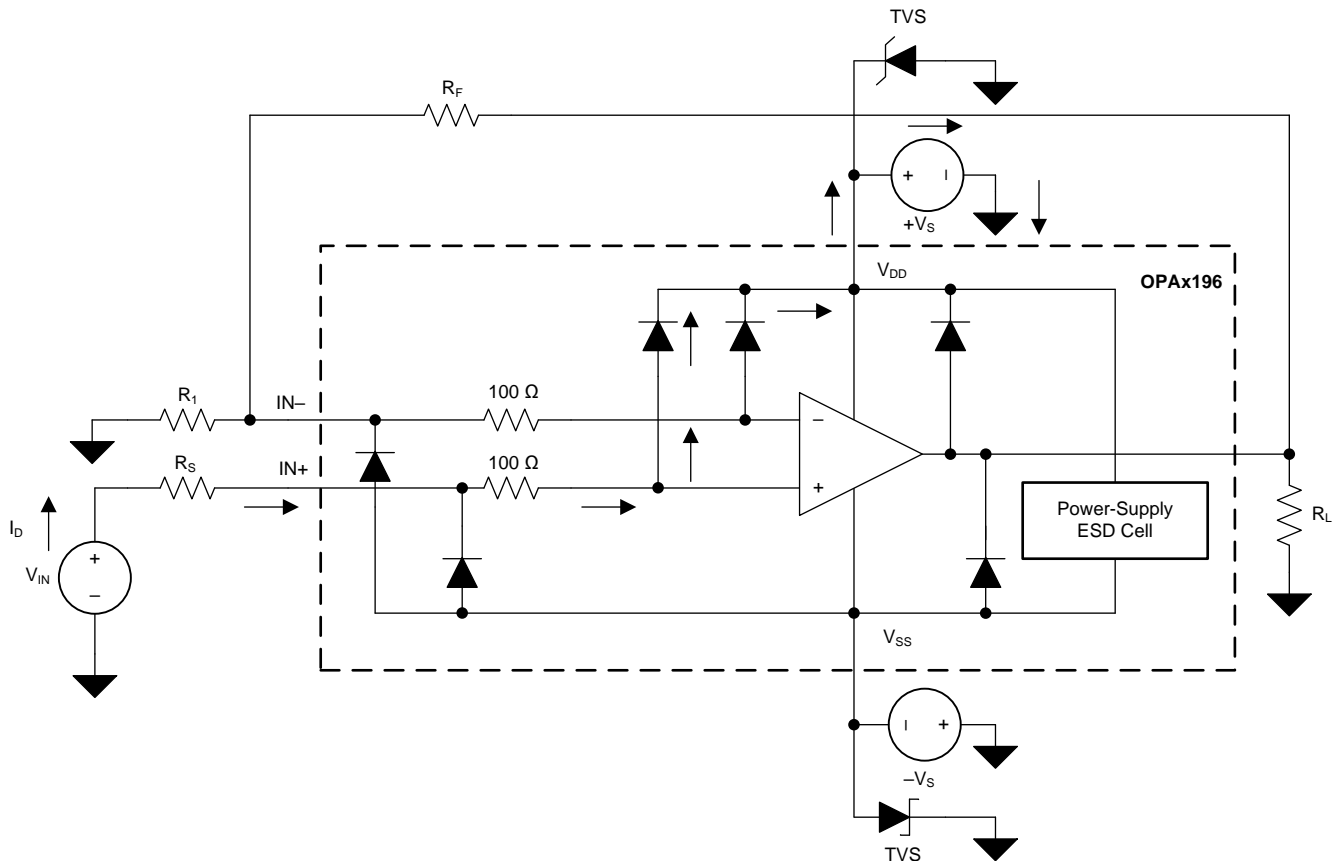 TVS
R_F
+ −
+V_S
V_DD
OPAx196
R_1
IN–
100 Ω
−
R_S
IN+
100 Ω
+
Power-Supply
ESD Cell
R_L
I_D
V_IN
+
−
V_SS
− +
–V_S
TVS